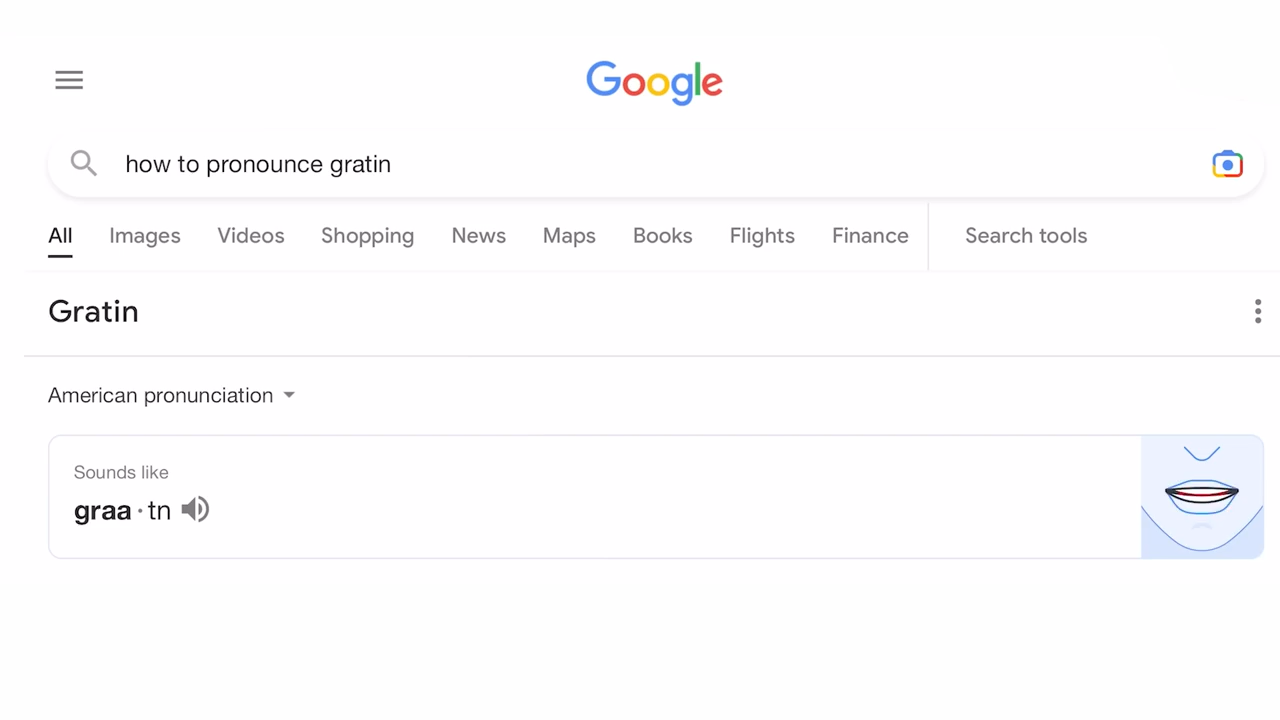 Google
how to pronounce gratin
All Images Videos Shopping News Maps Books Flights Finance Search tools
Gratin
American pronunciation
Sounds like
graa · tn